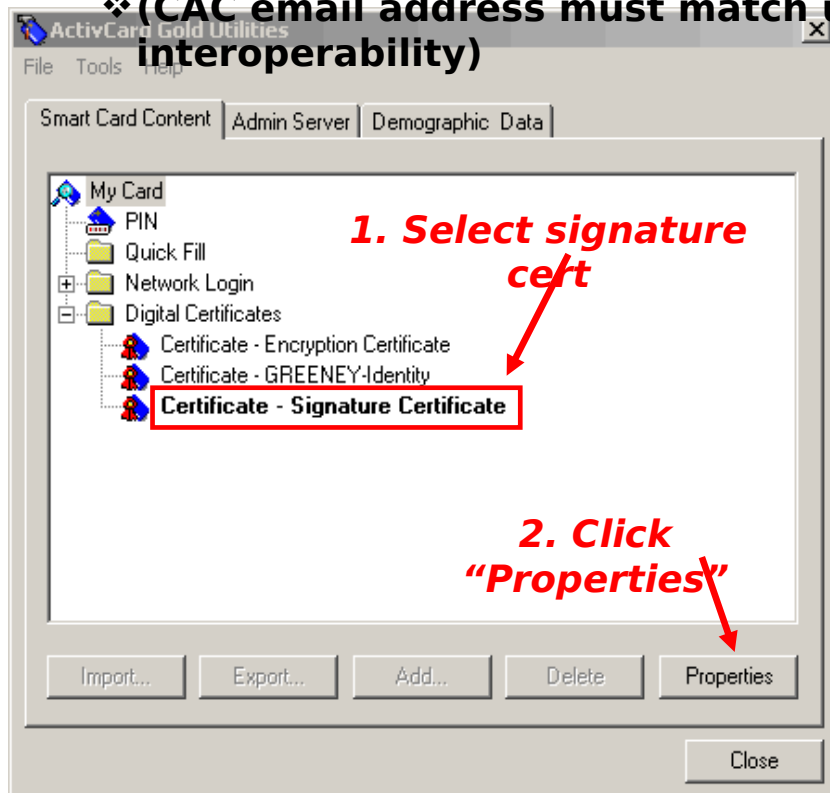 ❖(CAC email address must match
ActivCard Gold Utilities
interoperability)
File Tools Help
Smart Card Content Admin Server Demographic Data
My Card
PIN
Quick Fill
Network Login
Digital Certificates
Certificate - Encryption Certificate
Certificate - GREENEY-Identity
Certificate - Signature Certificate
1. Select signature
cert
2. Click
“Properties”
Import... Export... Add... Delete Properties
Close